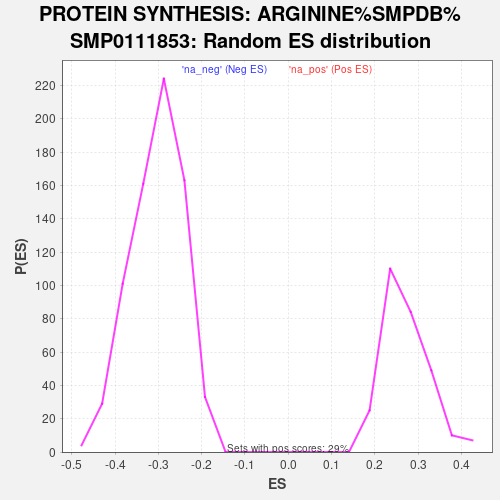 PROTEIN SYNTHESIS: ARGININE%SMPDB%
SMP0111853: Random ES distribution
'na_neg' (Neg ES)
'na_pos' (Pos ES)
P(ES)
220
200
180
160
140
120
100
80
60
40
20
0
Sets with pos scores: 29%
-0.5 -0.4 -0.3 -0.2 -0.1 0.0 0.1 0.2 0.3 0.4
ES